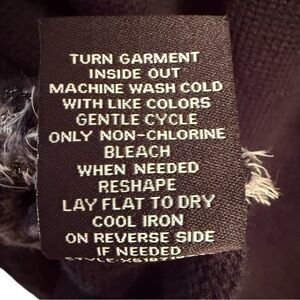 TURN GARMENT
INSIDE OUT
MACHINE WASH COLD
WITH LIKE COLORS
GENTLE CYCLE
ONLY NON-CHLORINE
BLEACH
WHEN NEEDED
RESHAPE
LAY FLAT TO DRY
COOL IRON
ON REVERSE SIDE
IF NEEDED